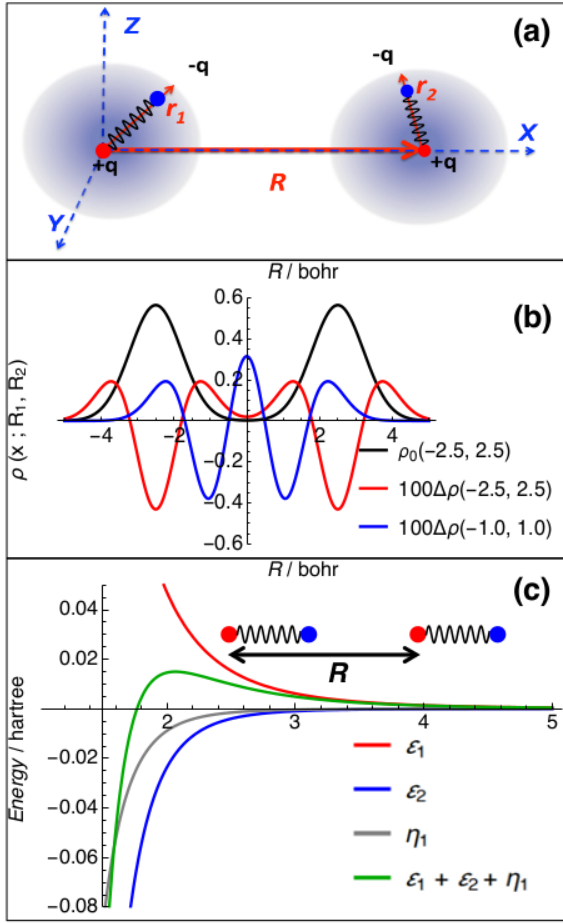 Z
(a)
-q
-q
r1
r2
X
+q
+q
R
Y
R / bohr
(b)
0.6
0.4
0.2
ρ (x ; R1, R2)
−4
−2
2
4
−0.2
−0.4
−0.6
ρ0(−2.5, 2.5)
100Δρ(−2.5, 2.5)
100Δρ(−1.0, 1.0)
R / bohr
(c)
0.04
0.02
R
Energy / hartree
2
3
4
5
−0.02
−0.04
−0.06
−0.08
ε1
ε2
η1
ε1 + ε2 + η1